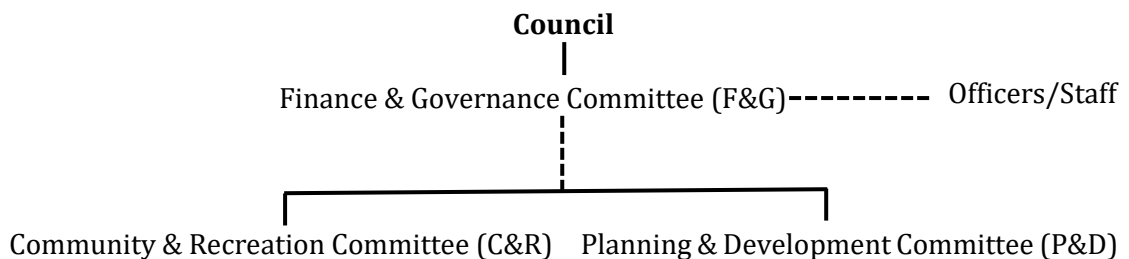 Council
Finance & Governance Committee (F&G)
Officers/Staff
Community & Recreation Committee (C&R)
Planning & Development Committee (P&D)